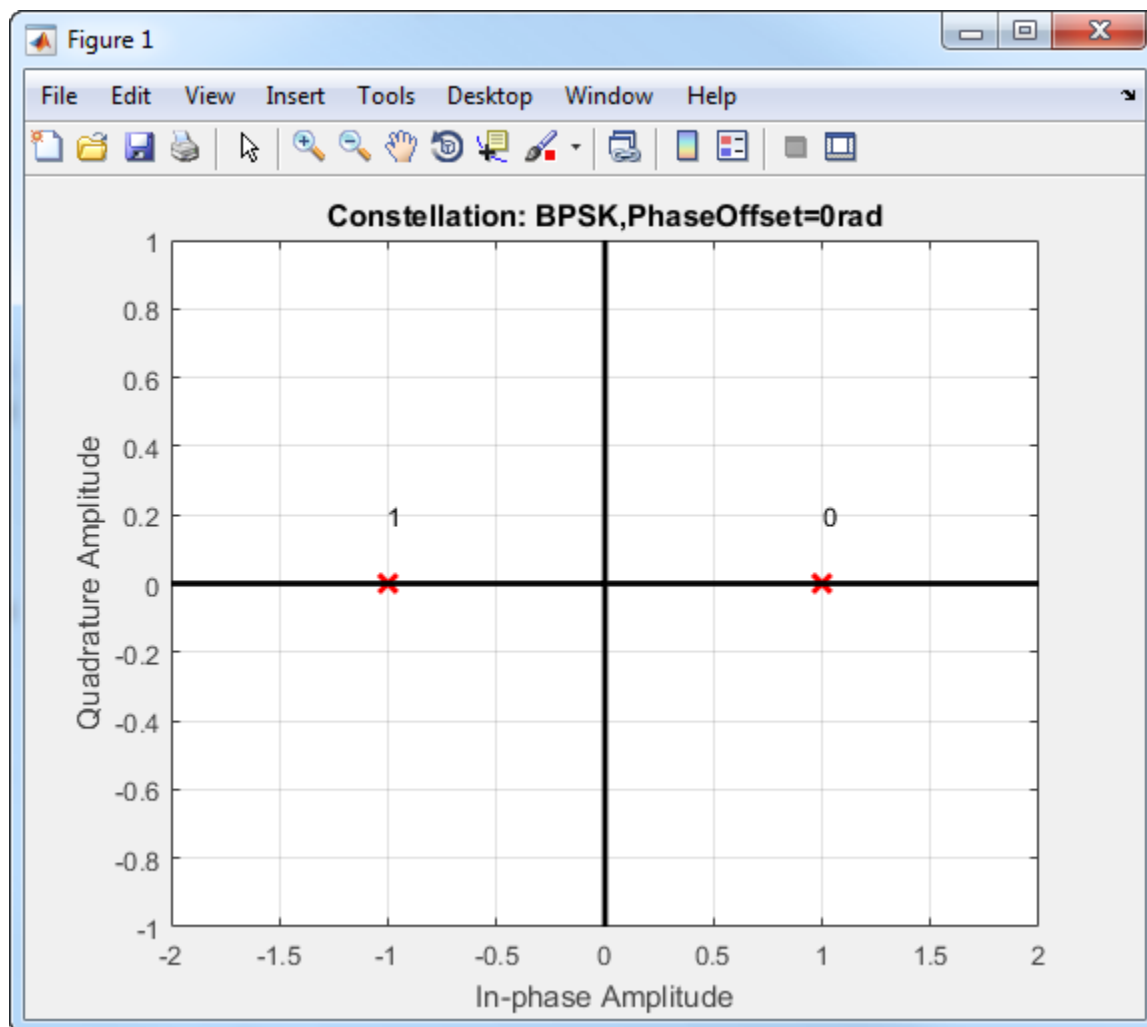 Figure 1
File Edit View Insert Tools Desktop Window Help
Constellation: BPSK,PhaseOffset=0rad
1
0.8
0.6
0.4
0.2
0
-0.2
-0.4
-0.6
-0.8
-1
Quadrature Amplitude
1
0
-2 -1.5 -1 -0.5 0 0.5 1 1.5 2
In-phase Amplitude